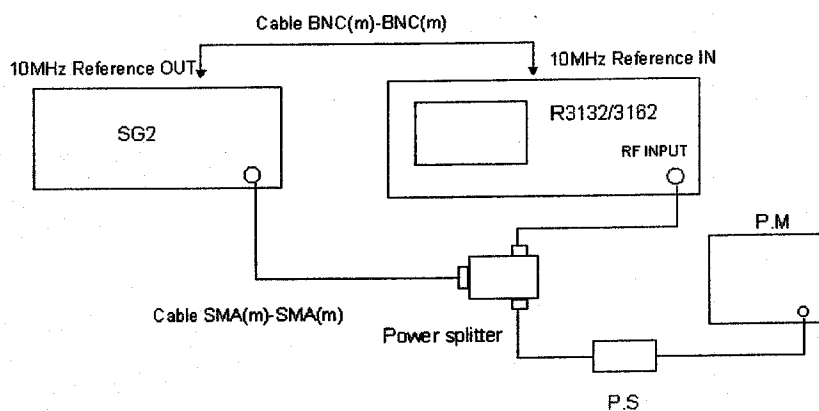 Cable BNC(m)-BNC(m)
10MHz Reference OUT
10MHz Reference IN
SG2
R3132/3162
RF INPUT
P.M
Cable SMA(m)-SMA(m)
Power splitter
P.S